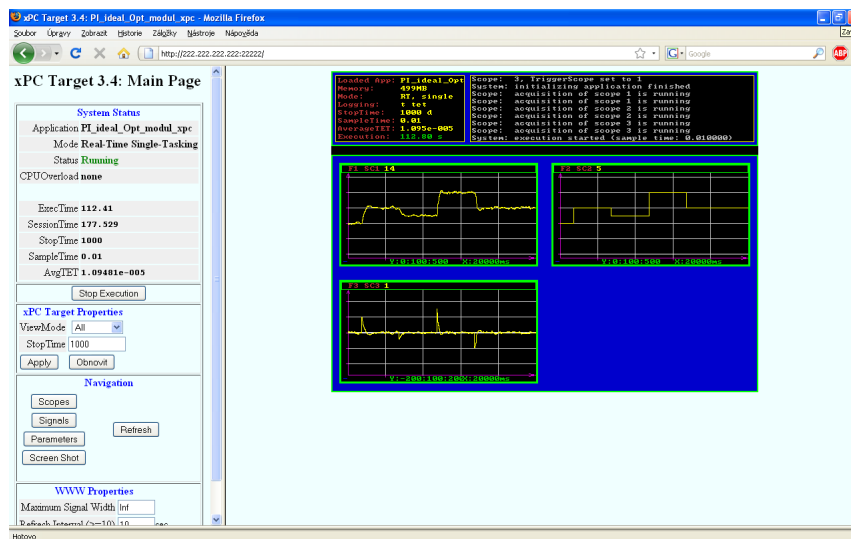 xPC Target 3.4: PI_ideal_Opt_modul_xpc - Mozilla Firefox
Soubor Úpravy Zobrazit Historie Záložky Nástroje Nápověda
http://222.222.222.222:22222/
Google
ABP
xPC Target 3.4: Main Page
System Status
Application PI_ideal_Opt_modul_xpc
Mode Real-Time Single-Tasking
Status Running
CPUOverload none
ExecTime 112.41
SessionTime 177.529
StopTime 1000
SampleTime 0.01
AvgTET 1.09481e-005
Stop Execution
xPC Target Properties
ViewMode All
StopTime 1000
Apply Obnovit
Navigation
Scopes
Signals
Refresh
Parameters
Screen Shot
WWW Properties
Maximum Signal Width Inf
Refresh Interval (>=10) 10 sec
Hotovo
Loaded App: PI_ideal_Opt
Memory: 499MB
Mode: RT, single
Logging: t tet
StopTime: 1000 d
SampleTime: 0.01
AverageTET: 1.095e-005
Execution: 112.80 s
Scope: 3, TriggerScope set to 1
System: initializing application finished
Scope: acquisition of scope 1 is running
Scope: acquisition of scope 1 is running
Scope: acquisition of scope 2 is running
Scope: acquisition of scope 2 is running
Scope: acquisition of scope 3 is running
Scope: acquisition of scope 3 is running
System: execution started (sample time: 0.010000)
F1 SC1 14
Y:0:100:500 X:20000ms
F2 SC2 5
Y:0:100:500 X:20000ms
F3 SC3 1
Y:-200:100:200X:20000ms